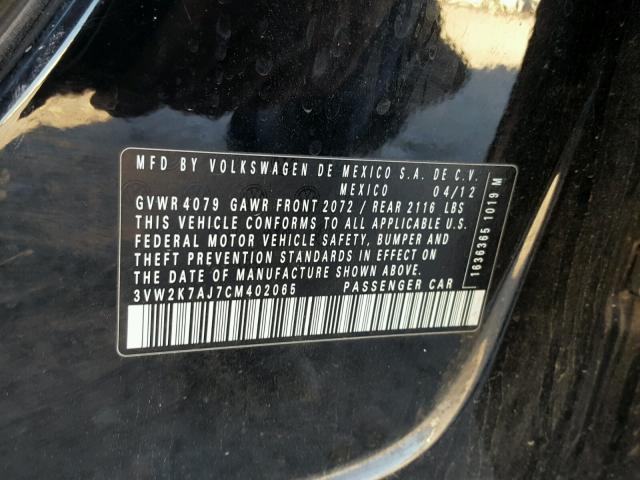 MFD BY VOLKSWAGEN DE MEXICO S.A. DE C.V.
MEXICO 04/12
GVWR 4079 GAWR FRONT 2072 / REAR 2116 LBS
THIS VEHICLE CONFORMS TO ALL APPLICABLE U.S.
FEDERAL MOTOR VEHICLE SAFETY, BUMPER AND
THEFT PREVENTION STANDARDS IN EFFECT ON
THE DATE OF MANUFACTURE SHOWN ABOVE.
3VW2K7AJ7CM402065 PASSENGER CAR
1636365 1019 M